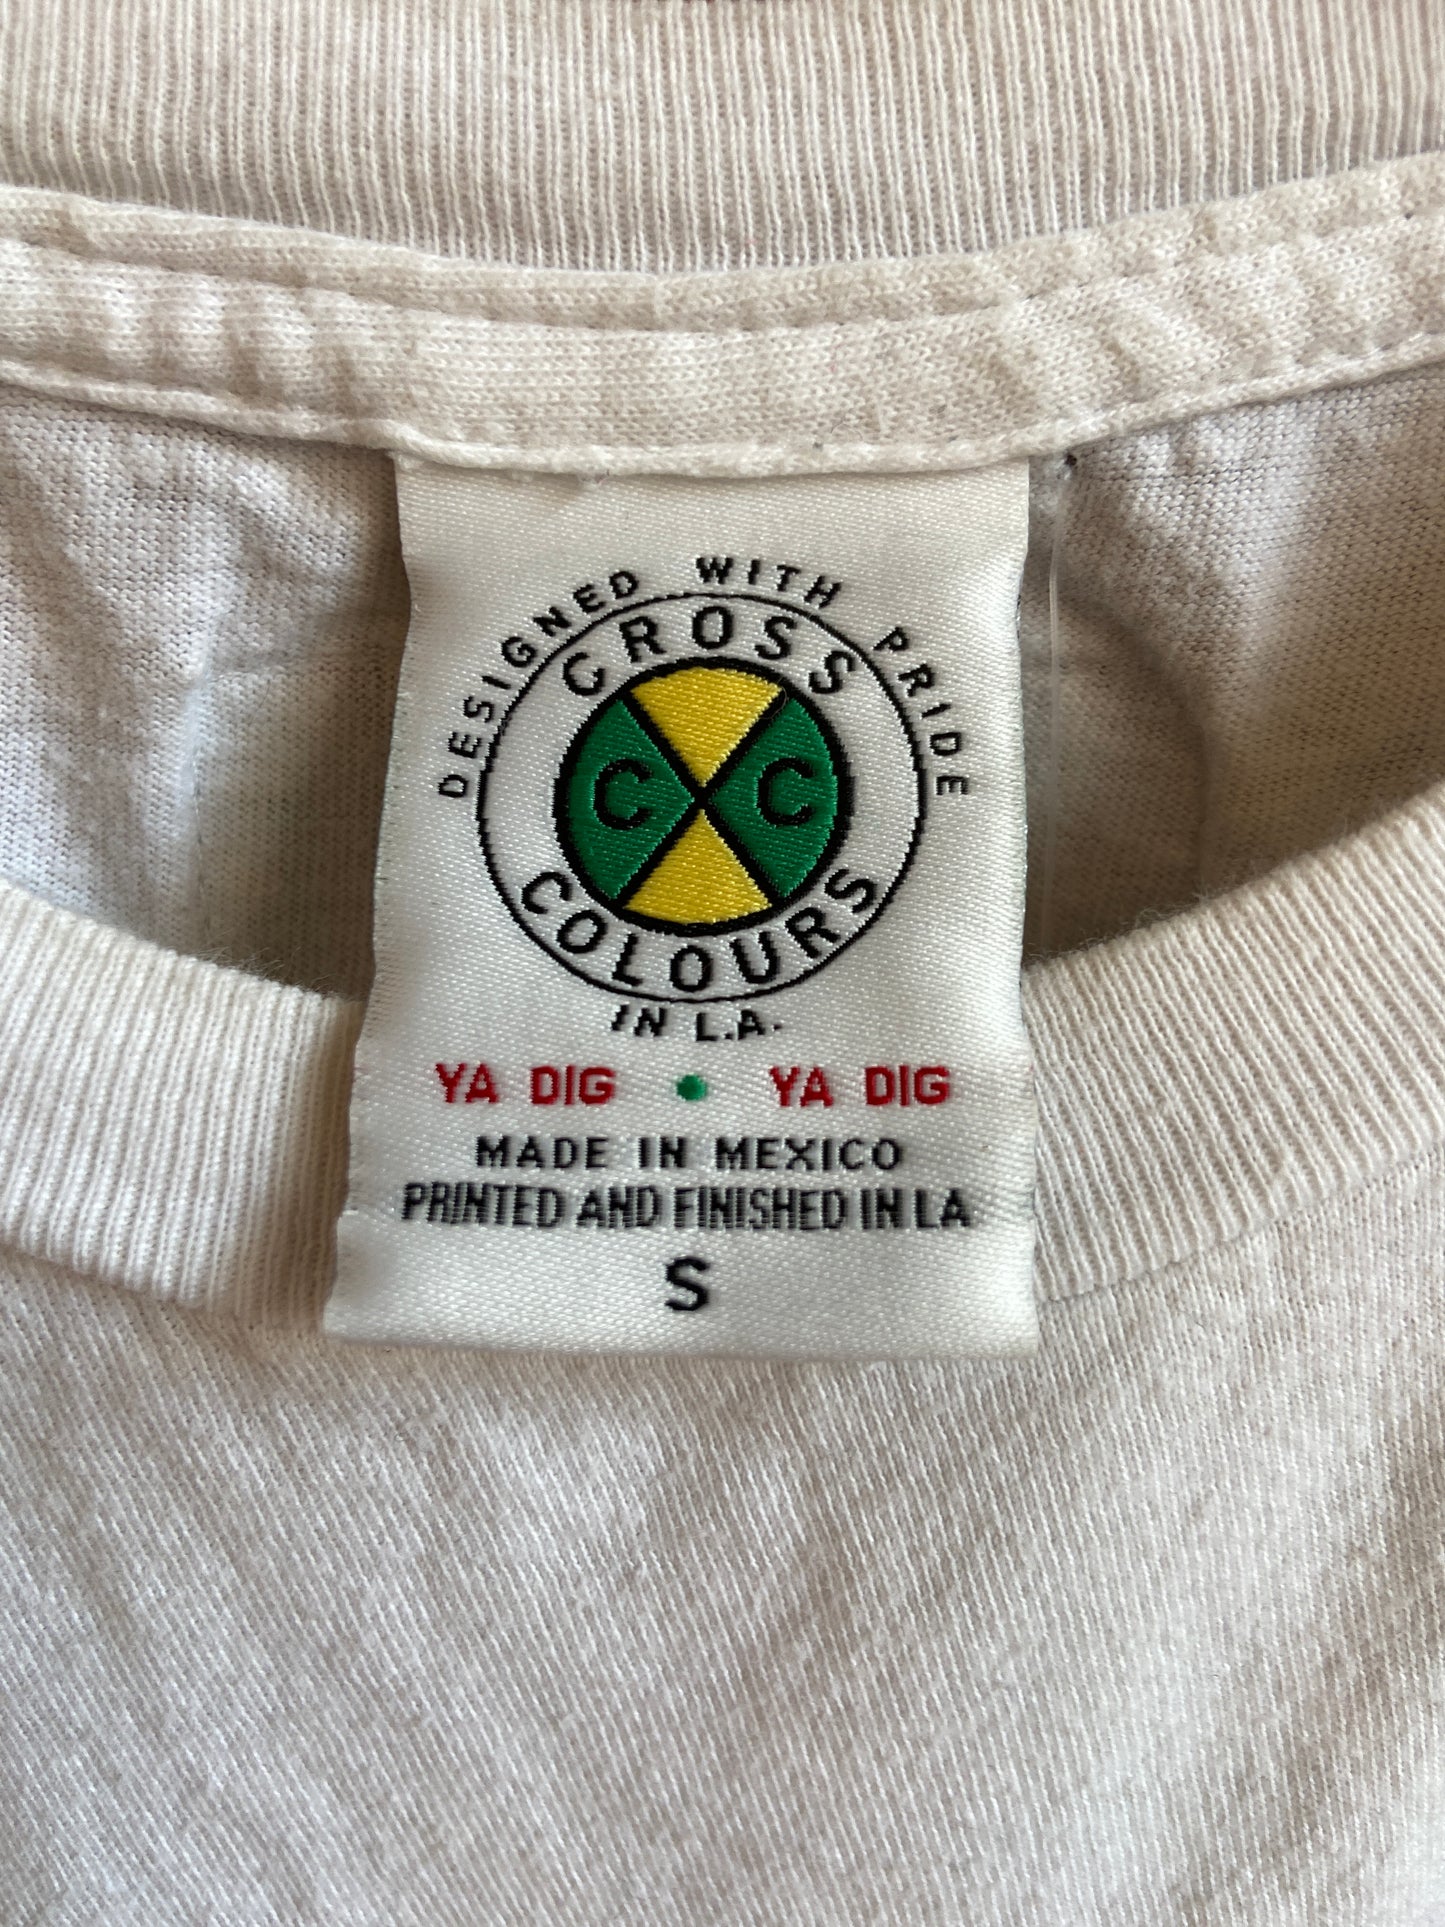 DESIGNED WITH PRIDE
CROSS
C C
COLOURS
IN L.A.
YA DIG • YA DIG
MADE IN MEXICO
PRINTED AND FINISHED IN LA
S